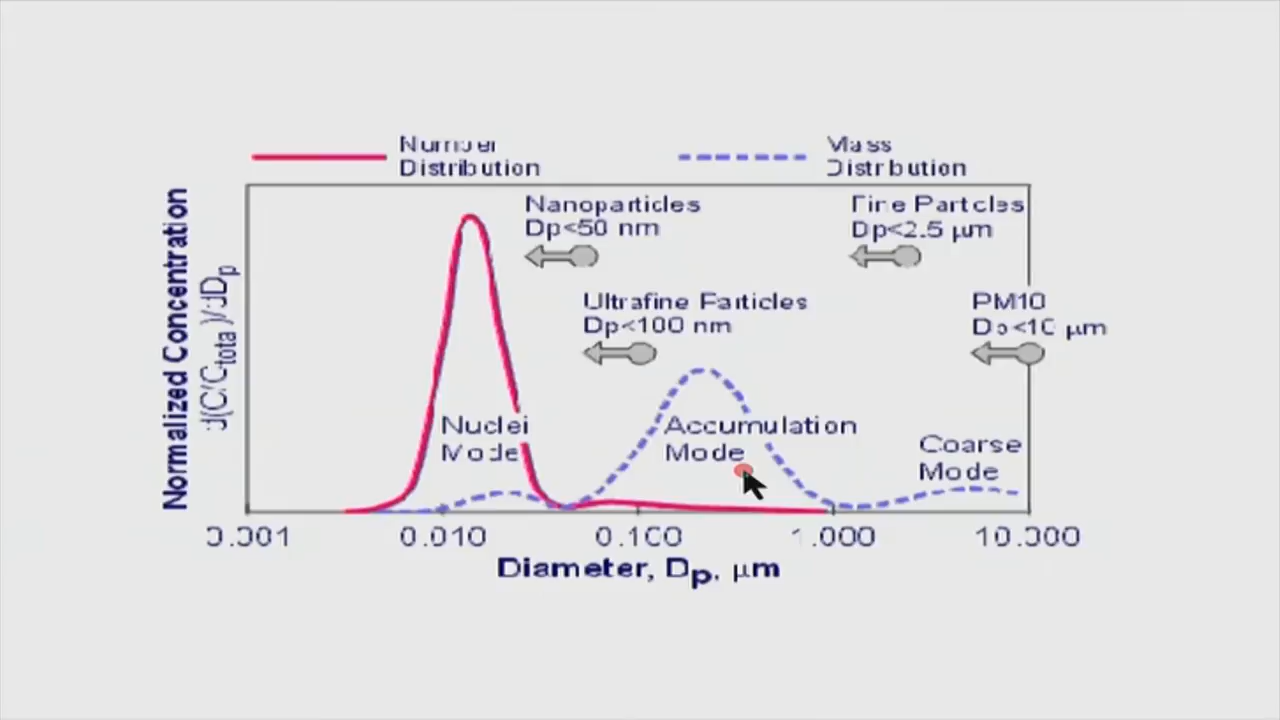 Number
Distribution
Mass
Distribution
Nanoparticles
Dp<50 nm
Fine Particles
Dp<2.5 µm
Ultrafine Particles
Dp<100 nm
PM10
Dp<10 µm
Nuclei
Mode
Accumulation
Mode
Coarse
Mode
Normalized Concentration
d(C/Ctotal)/dDp
0.001 0.010 0.100 1.000 10.000
Diameter, Dp, µm